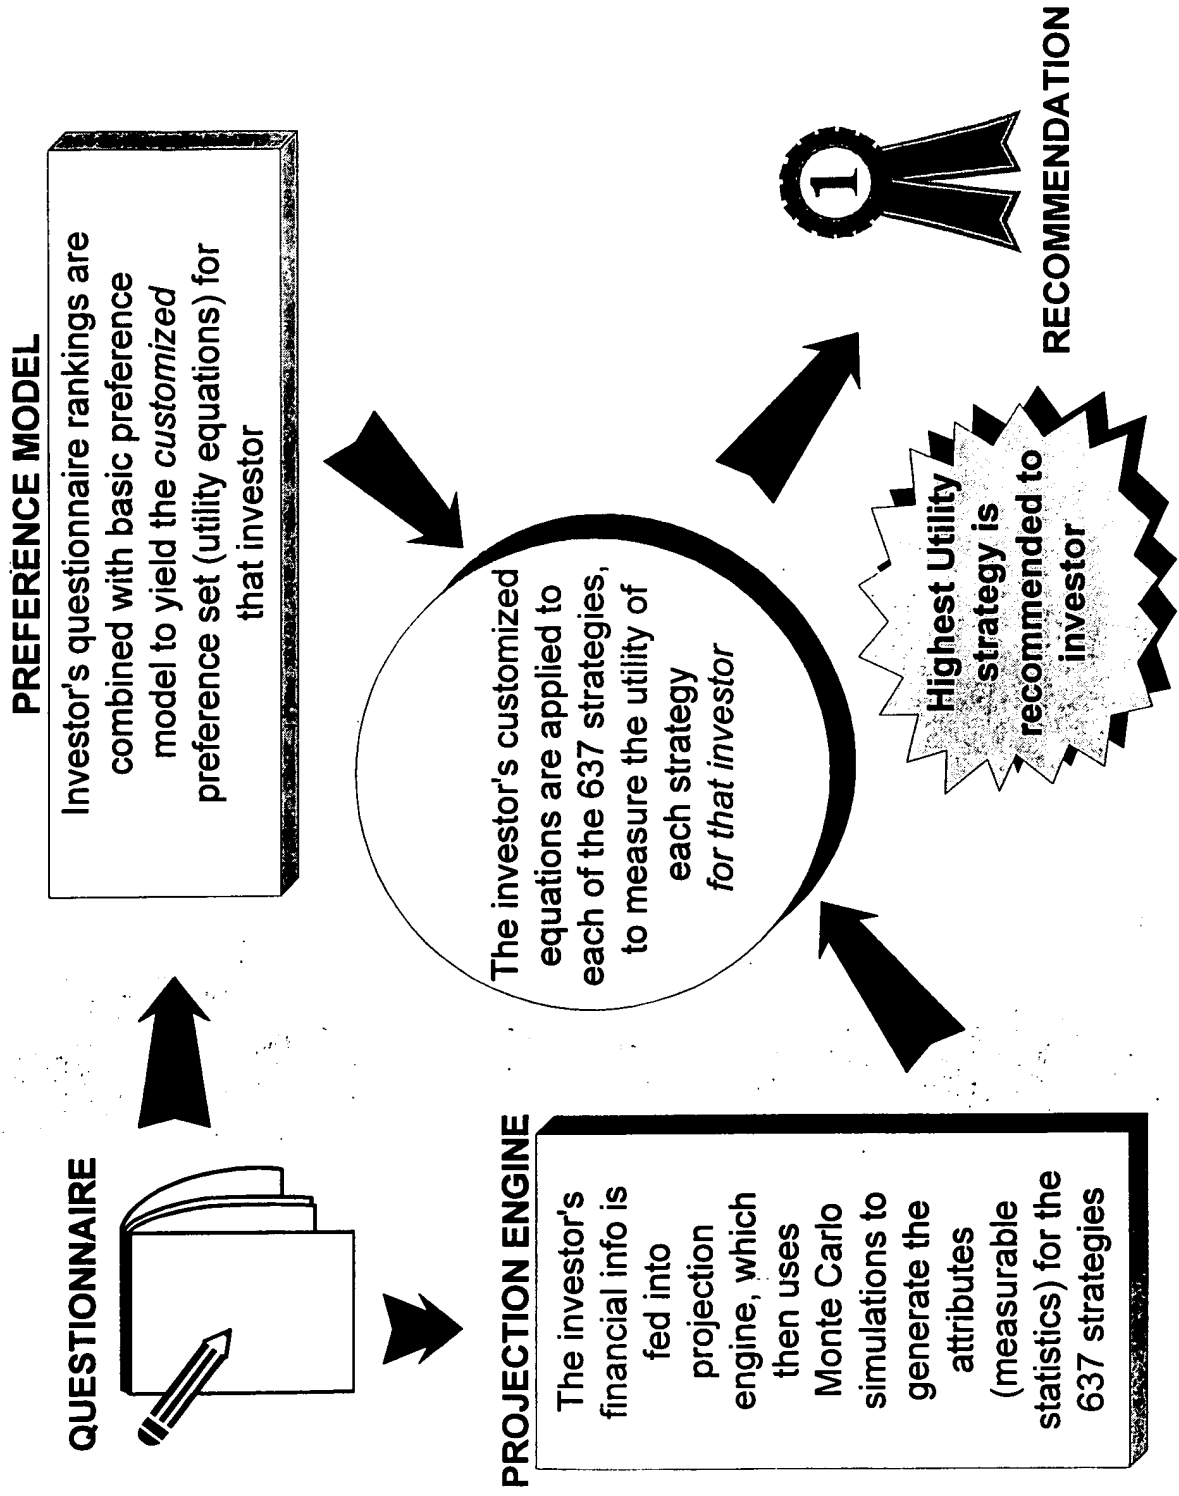 QUESTIONNAIRE
PREFERENCE MODEL
Investor's questionnaire rankings are
combined with basic preference
model to yield the customized
preference set (utility equations) for
that investor
The investor's customized
equations are applied to
each of the 637 strategies,
to measure the utility of
each strategy
for that investor
PROJECTION ENGINE
The investor's
financial info is
fed into
projection
engine, which
then uses
Monte Carlo
simulations to
generate the
attributes
(measurable
statistics) for the
637 strategies
Highest Utility
strategy is
recommended to
investor
1
RECOMMENDATION